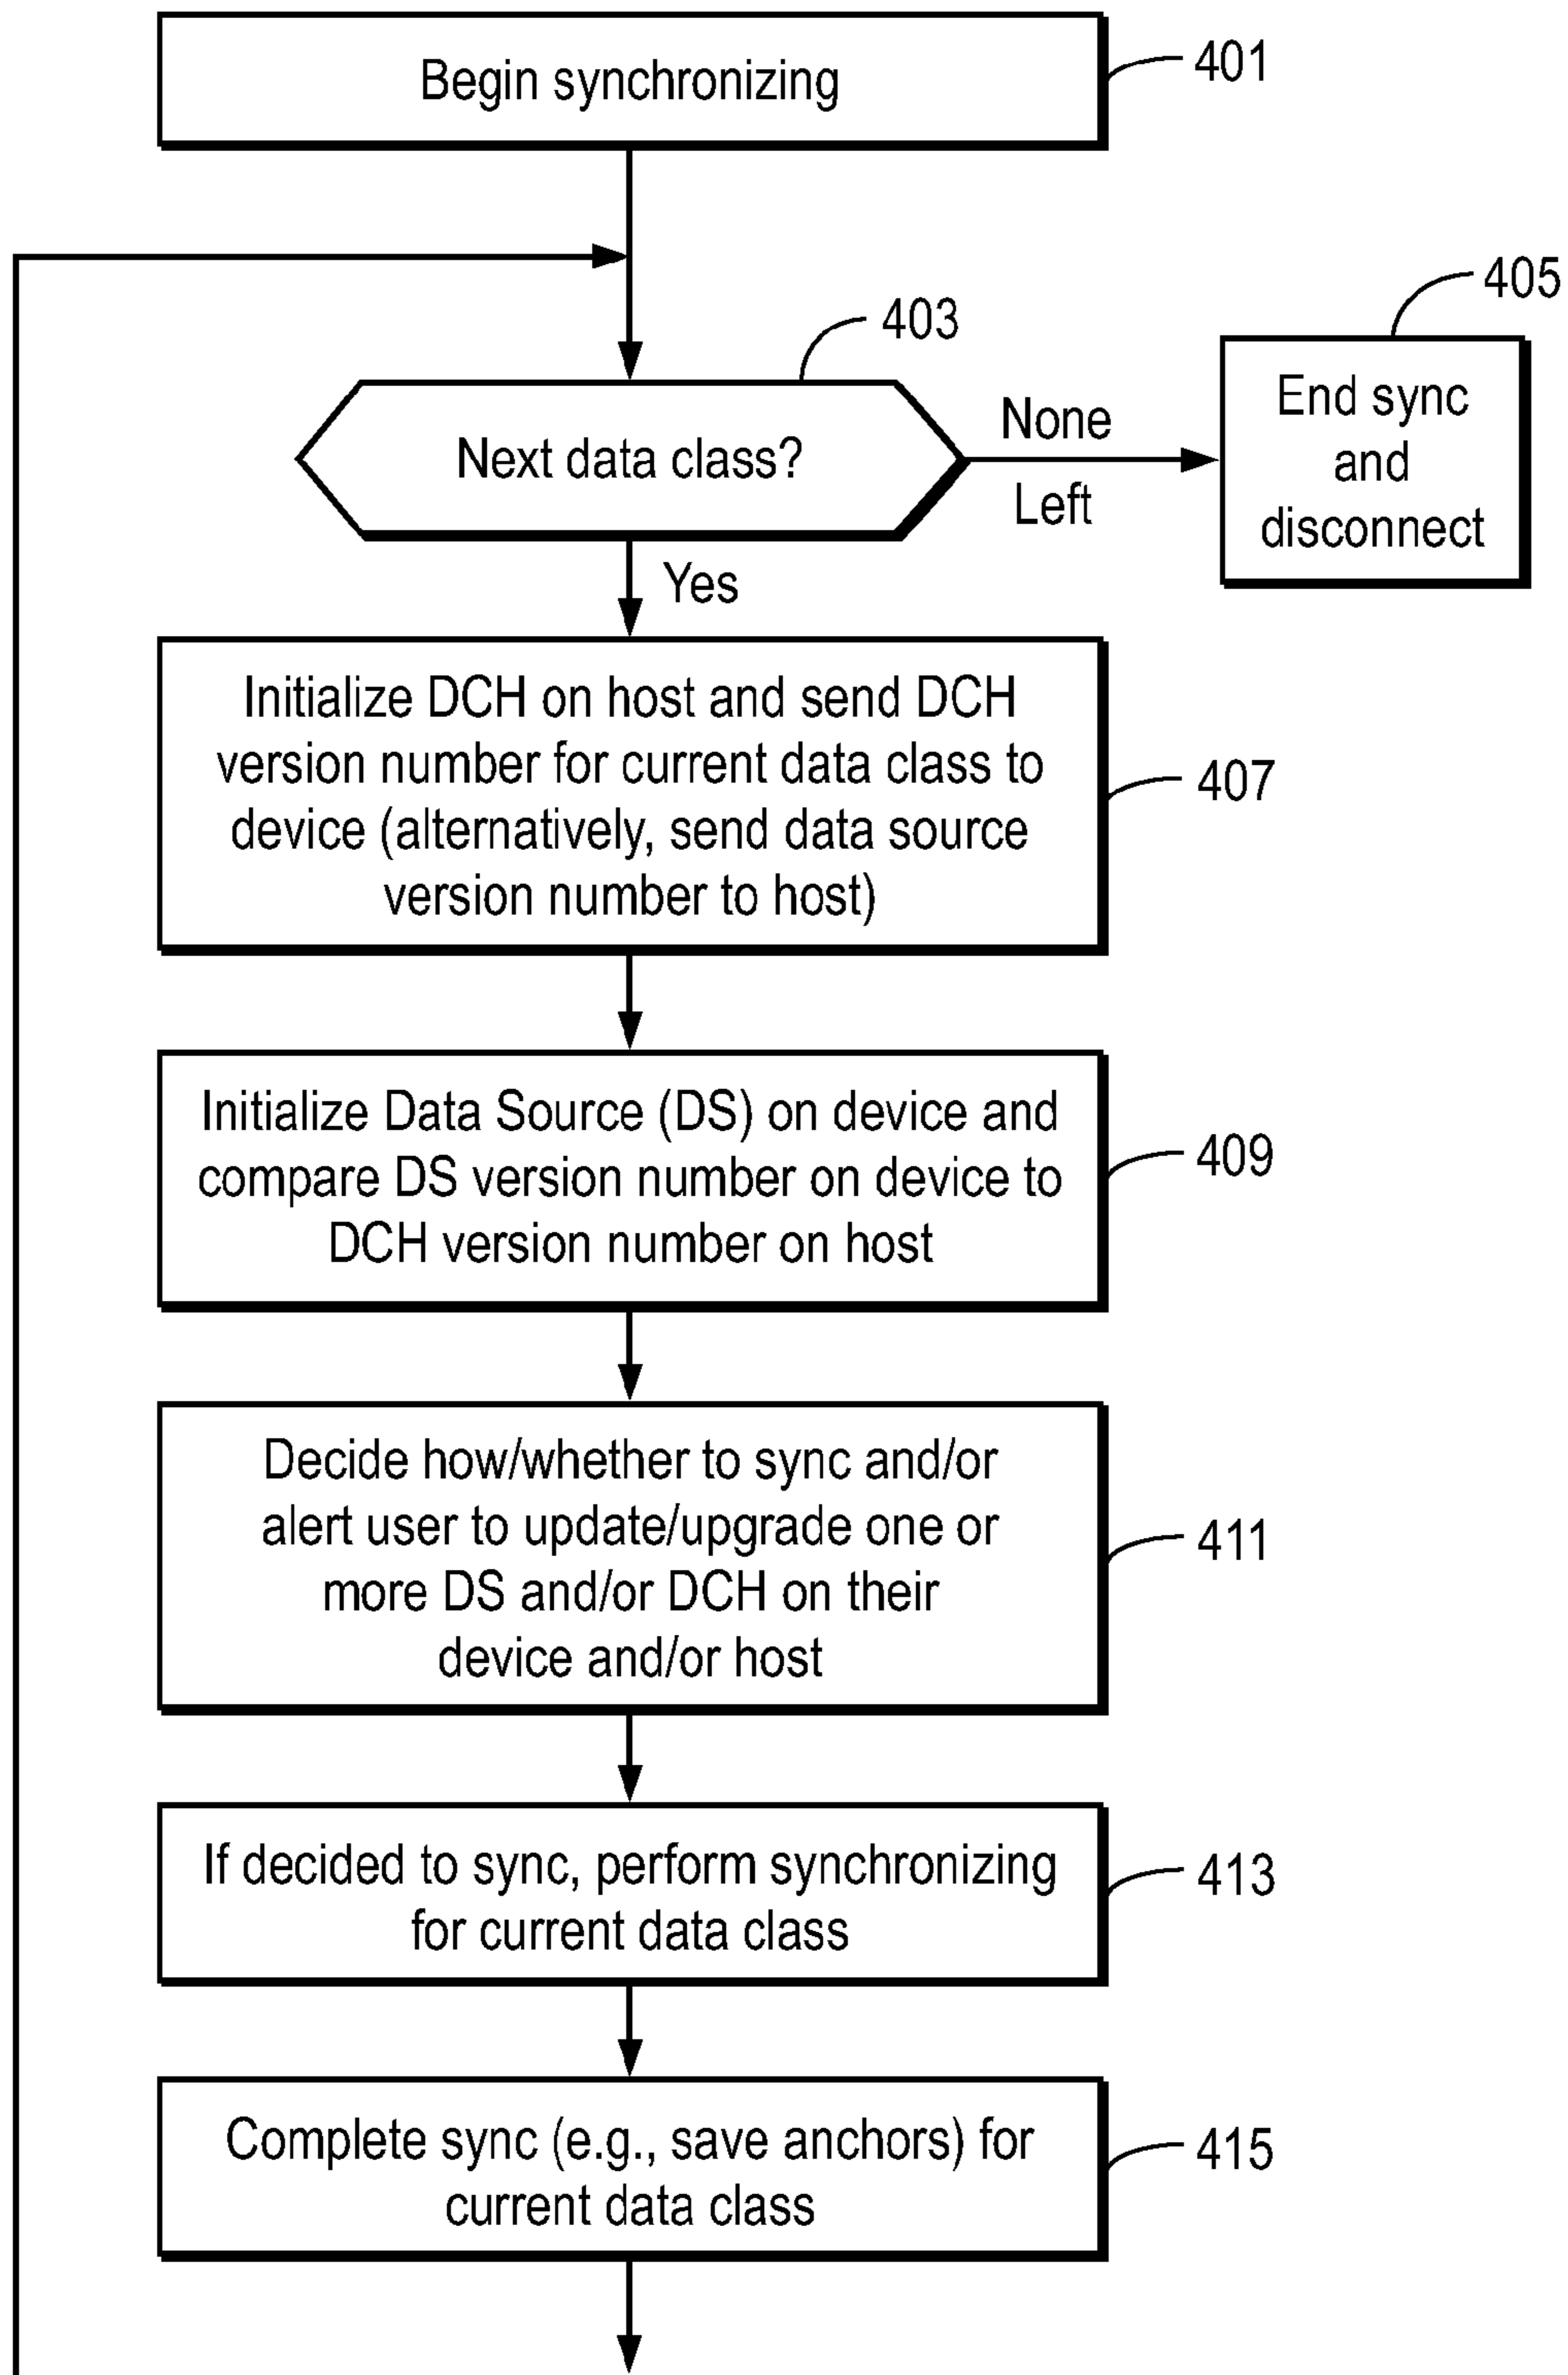 Begin synchronizing
401
403
405
Next data class?
None
Left
End sync
and
disconnect
Yes
Initialize DCH on host and send DCH
version number for current data class to
device (alternatively, send data source
version number to host)
407
Initialize Data Source (DS) on device and
compare DS version number on device to
DCH version number on host
409
Decide how/whether to sync and/or
alert user to update/upgrade one or
more DS and/or DCH on their
device and/or host
411
If decided to sync, perform synchronizing
for current data class
413
Complete sync (e.g., save anchors) for
current data class
415